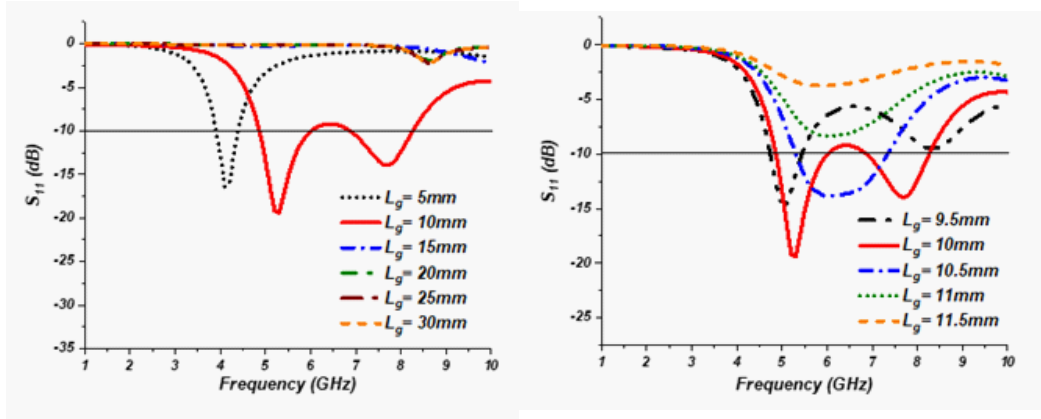 S11 (dB)
0
-5
-10
-15
-20
-25
-30
-35
Lg= 5mm
Lg= 10mm
Lg= 15mm
Lg= 20mm
Lg= 25mm
Lg= 30mm
1 2 3 4 5 6 7 8 9 10
Frequency (GHz)
S11 (dB)
0
-5
-10
-15
-20
-25
Lg= 9.5mm
Lg= 10mm
Lg= 10.5mm
Lg= 11mm
Lg= 11.5mm
1 2 3 4 5 6 7 8 9 10
Frequency (GHz)